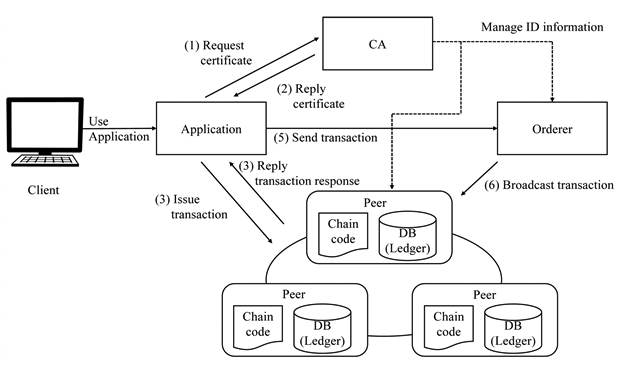 Manage ID information
(1) Request
certificate
CA
(2) Reply
certificate
Use
Application
Application
(5) Send transaction
Orderer
Client
(3) Reply
transaction response
(3) Issue
transaction
(6) Broadcast transaction
Peer
Chain
code
DB
(Ledger)
Peer
Chain
code
DB
(Ledger)
Peer
Chain
code
DB
(Ledger)